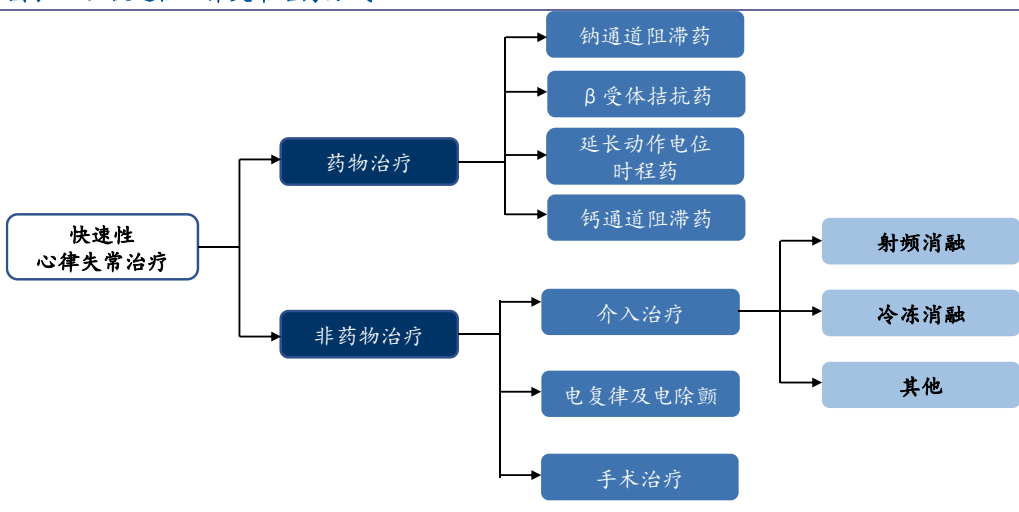 钠通道阻滞药
β受体拮抗药
延长动作电位
时程药
钙通道阻滞药
药物治疗
快速性
心律失常治疗
非药物治疗
介入治疗
电复律及电除颤
手术治疗
射频消融
冷冻消融
其他